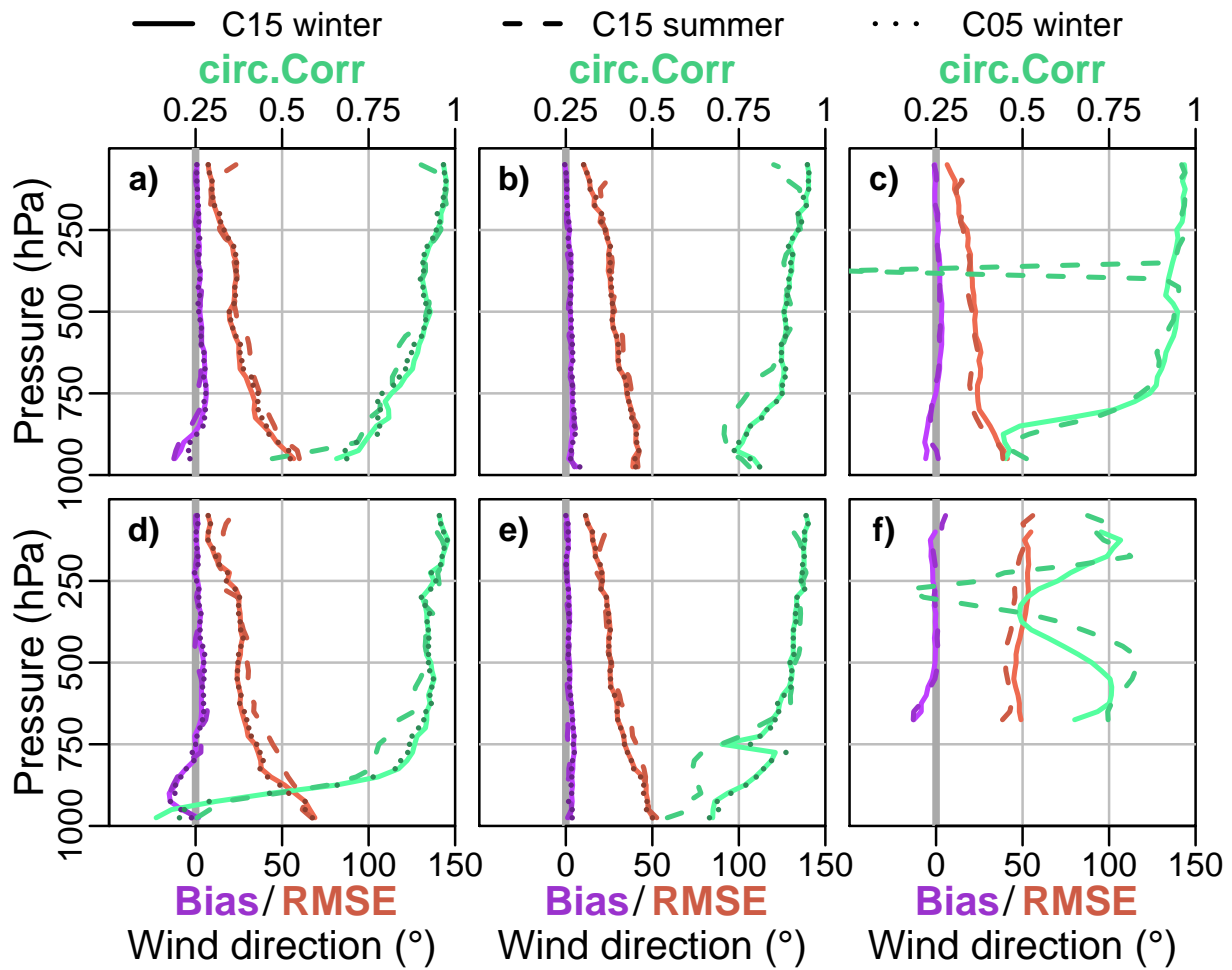 C15 winter C15 summer C05 winter
circ.Corr circ.Corr circ.Corr
0.25 0.5 0.75 1 0.25 0.5 0.75 1 0.25 0.5 0.75 1
a) b) c)
Pressure (hPa)
250
500
750
1000
d) e) f)
Pressure (hPa)
250
500
750
1000
0 50 100 150 0 50 100 150 0 50 100 150
Bias / RMSE Bias / RMSE Bias / RMSE
Wind direction (°) Wind direction (°) Wind direction (°)